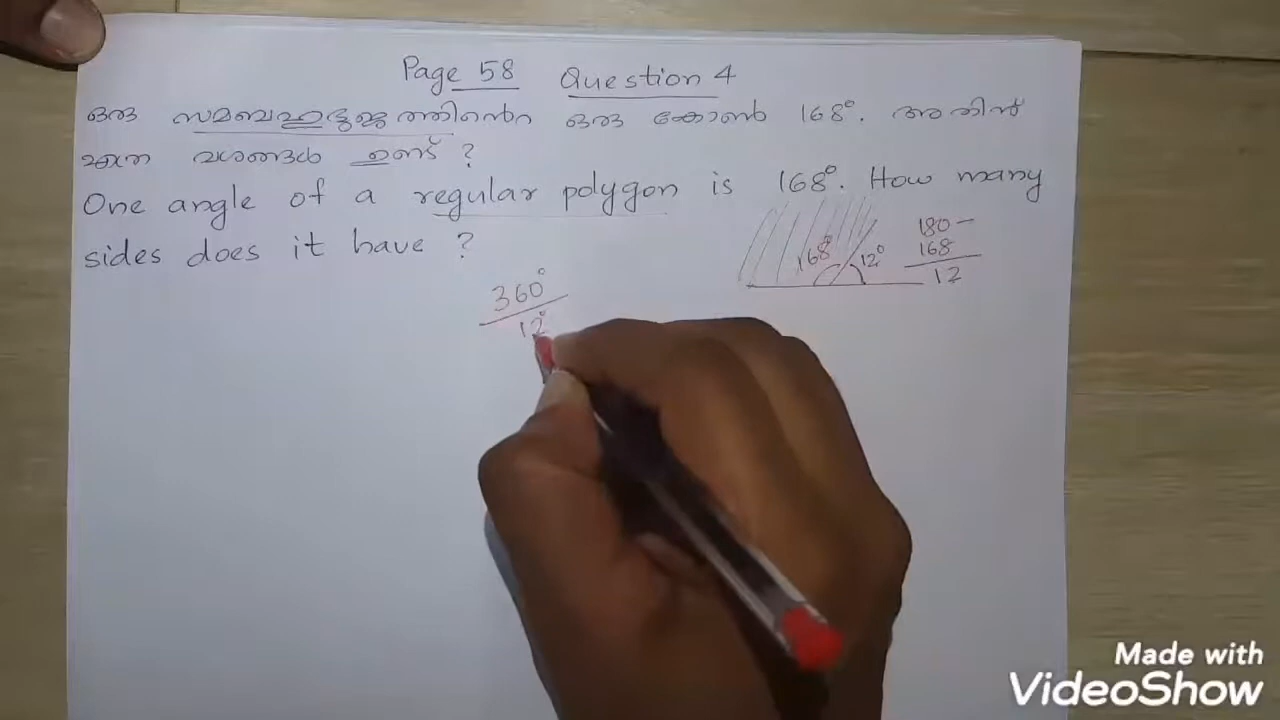 Page 58 Question 4
ഒരു സമബഹുഭുജത്തിന്റെ ഒരു കോൺ 168°. അതിന്
എത്ര വശങ്ങൾ ഉണ്ട് ?
One angle of a regular polygon is 168°. How many
sides does it have ?
180 -
168
12
168° 12°
360°
12°
Made with
VideoShow